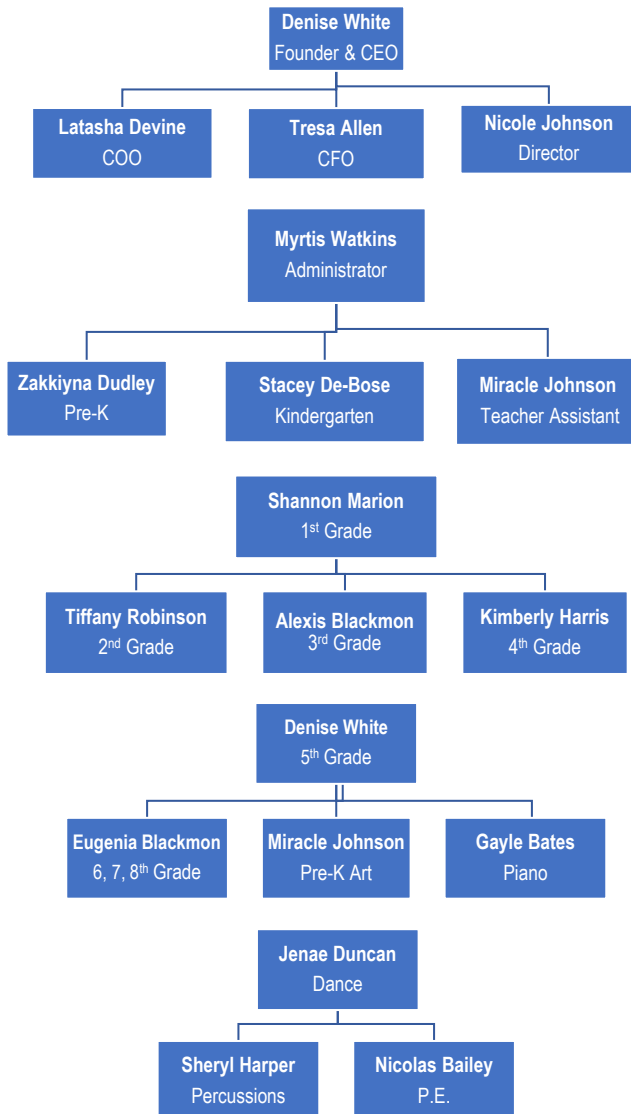 Denise White
Founder & CEO
Latasha Devine
COO
Tresa Allen
CFO
Nicole Johnson
Director
Myrtis Watkins
Administrator
Zakkiyna Dudley
Pre-K
Stacey De-Bose
Kindergarten
Miracle Johnson
Teacher Assistant
Shannon Marion
1st Grade
Tiffany Robinson
2nd Grade
Alexis Blackmon
3rd Grade
Kimberly Harris
4th Grade
Denise White
5th Grade
Eugenia Blackmon
6, 7, 8th Grade
Miracle Johnson
Pre-K Art
Gayle Bates
Piano
Jenae Duncan
Dance
Sheryl Harper
Percussions
Nicolas Bailey
P.E.